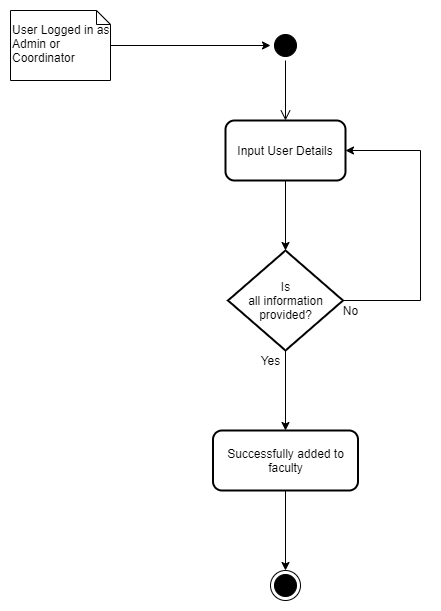 User Logged in as
Admin or
Coordinator
Input User Details
Is
all information
provided?
No
Yes
Successfully added to
faculty